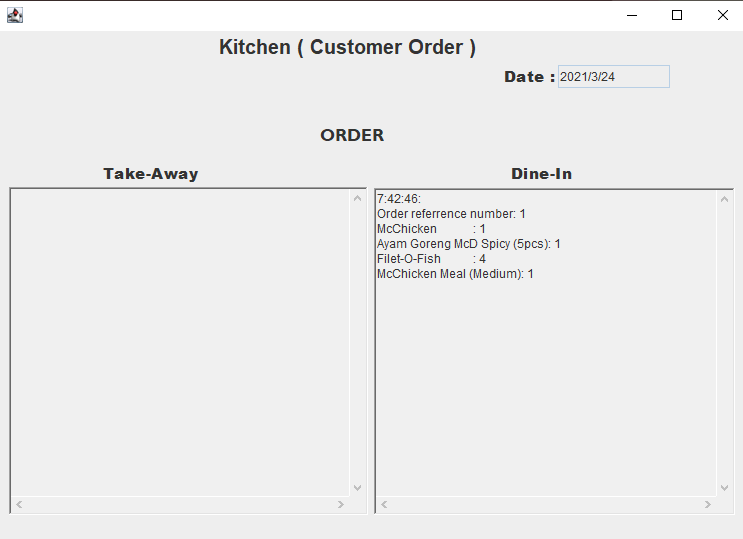 Kitchen ( Customer Order )
Date : 2021/3/24
ORDER
Take-Away
Dine-In
7:42:46:
Order referrence number: 1
McChicken : 1
Ayam Goreng McD Spicy (5pcs): 1
Filet-O-Fish : 4
McChicken Meal (Medium): 1